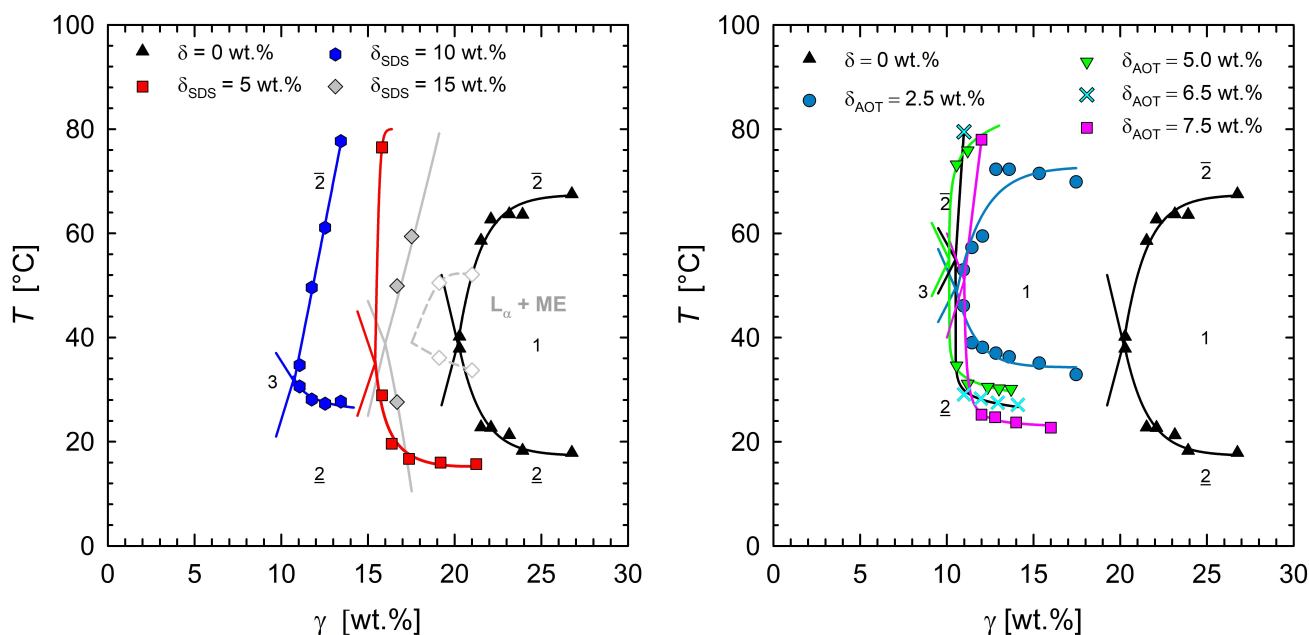 100
80
60
40
20
0
T [°C]
δ = 0 wt.%
δSDS = 5 wt.%
δSDS = 10 wt.%
δSDS = 15 wt.%
2̅
2̅
Lα + ME
1
3
2̲
2̲
0 5 10 15 20 25 30
γ [wt.%]
100
80
60
40
20
0
T [°C]
δ = 0 wt.%
δAOT = 2.5 wt.%
δAOT = 5.0 wt.%
δAOT = 6.5 wt.%
δAOT = 7.5 wt.%
2̅
2̅
3
1
1
2̲
2̲
0 5 10 15 20 25 30
γ [wt.%]